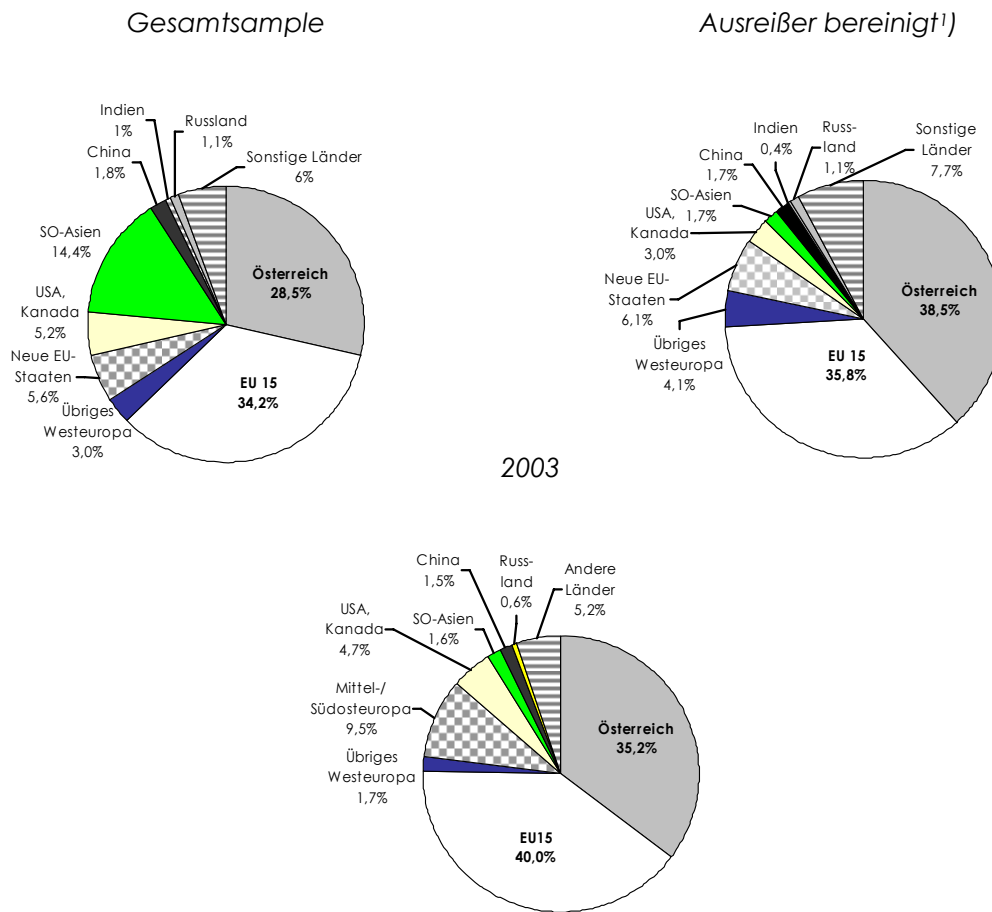 Gesamtsample
Indien
1%
Russland
1,1%
China
1,8%
Sonstige Länder
6%
SO-Asien
14,4%
Österreich
28,5%
USA,
Kanada
5,2%
Neue EU-
Staaten
5,6%
EU 15
34,2%
Übriges
Westeuropa
3,0%
Ausreißer bereinigt¹)
Indien
0,4%
Russ-
land
1,1%
Sonstige
Länder
7,7%
China
1,7%
SO-Asien
1,7%
USA,
Kanada
3,0%
Neue EU-
Staaten
6,1%
Österreich
38,5%
Übriges
Westeuropa
4,1%
EU 15
35,8%
2003
China
1,5%
Russ-
land
0,6%
Andere
Länder
5,2%
USA,
Kanada
4,7%
SO-Asien
1,6%
Mittel-/
Südosteuropa
9,5%
Österreich
35,2%
Übriges
Westeuropa
1,7%
EU15
40,0%